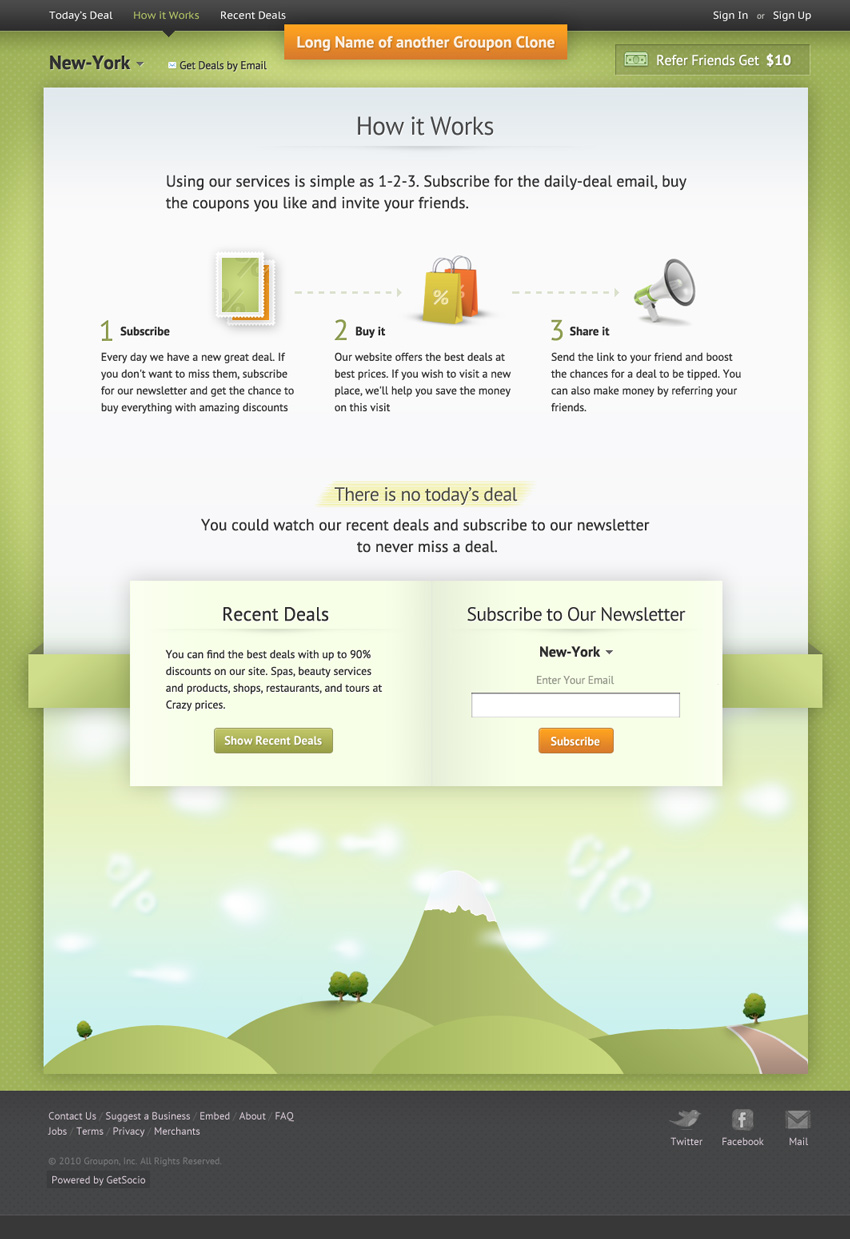 Today's Deal How it Works Recent Deals Sign In or Sign Up
Long Name of another Groupon Clone
New-York Get Deals by Email Refer Friends Get $10
How it Works
Using our services is simple as 1-2-3. Subscribe for the daily-deal email, buy
the coupons you like and invite your friends.
%
%
1 Subscribe
Every day we have a new great deal. If
you don't want to miss them, subscribe
for our newsletter and get the chance to
buy everything with amazing discounts
2 Buy it
Our website offers the best deals at
best prices. If you wish to visit a new
place, we'll help you save the money
on this visit
3 Share it
Send the link to your friend and boost
the chances for a deal to be tipped. You
can also make money by referring your
friends.
There is no today's deal
You could watch our recent deals and subscribe to our newsletter
to never miss a deal.
Recent Deals
You can find the best deals with up to 90%
discounts on our site. Spas, beauty services
and products, shops, restaurants, and tours at
Crazy prices.
Show Recent Deals
Subscribe to Our Newsletter
New-York
Enter Your Email
Subscribe
%
%
Contact Us / Suggest a Business / Embed / About / FAQ
Jobs / Terms / Privacy / Merchants
© 2010 Groupon, Inc. All Rights Reserved.
Powered by GetSocio
Twitter Facebook Mail